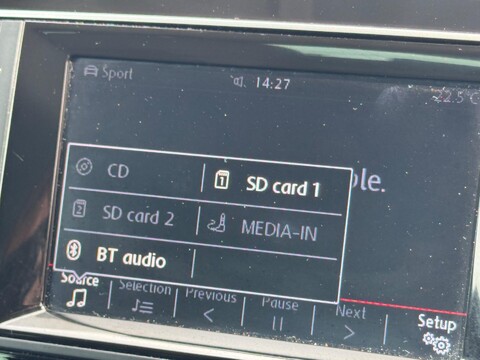 Sport 14:27 22.5°C
ble.
CD SD card 1
SD card 2 MEDIA-IN
BT audio
Source Selection Previous Pause Next Setup